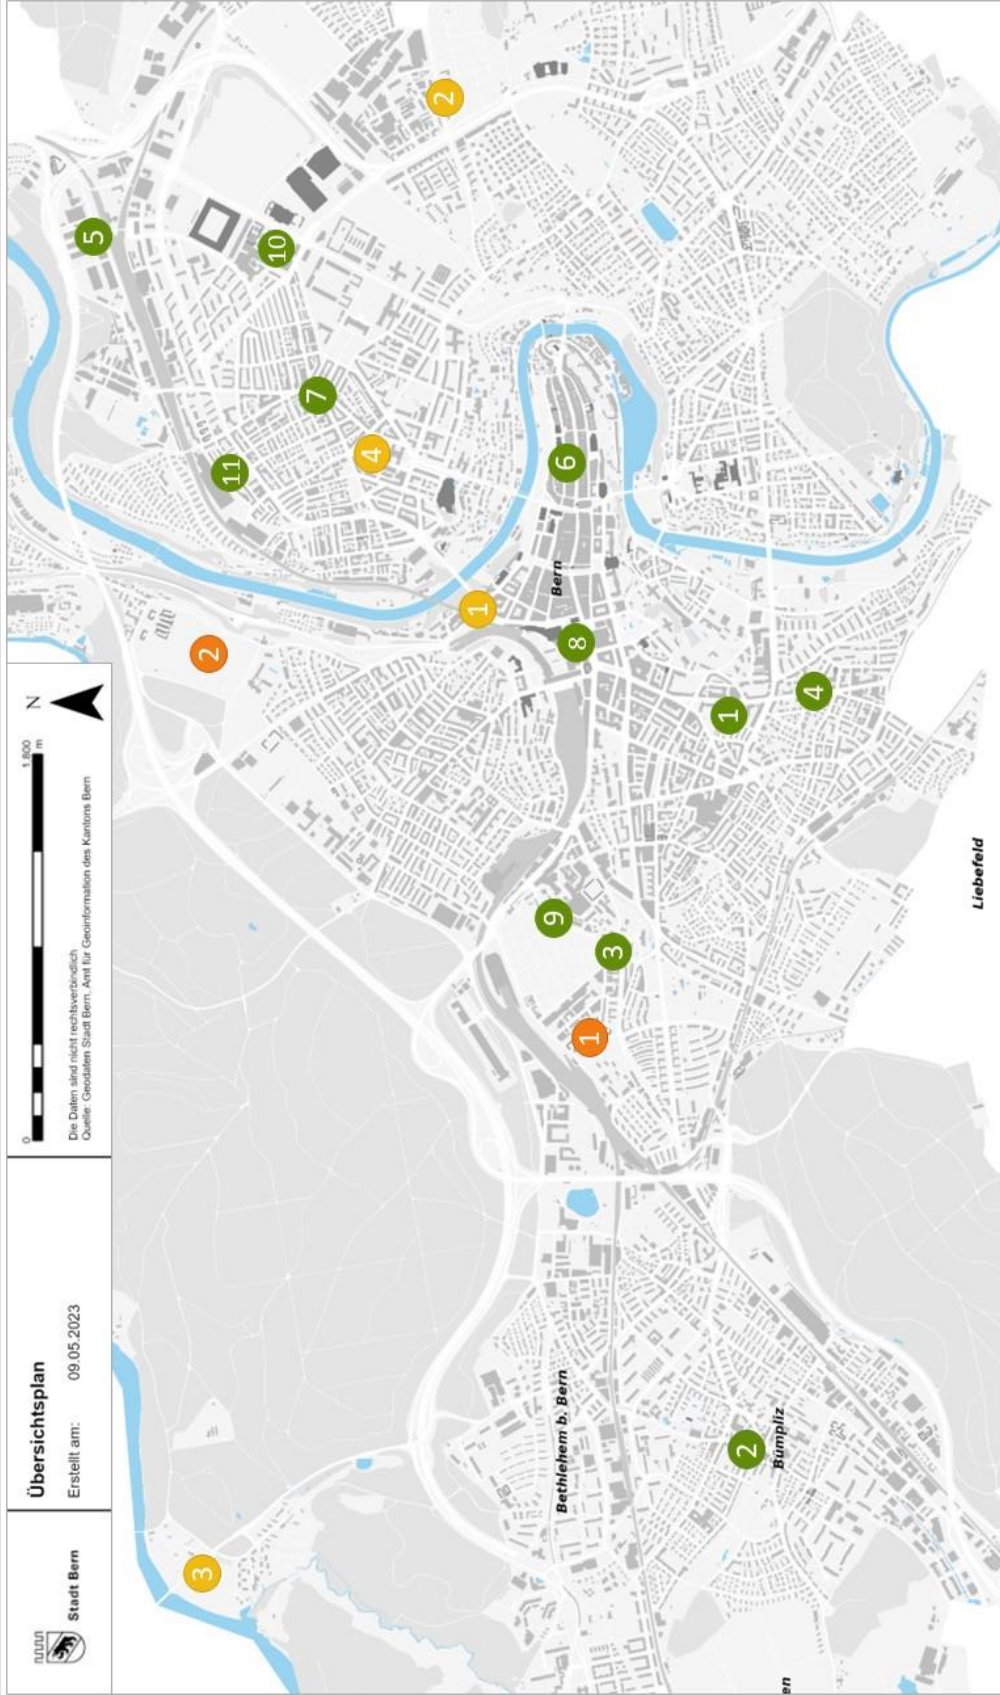 Stadt Bern
Übersichtsplan
Erstellt am: 09.05.2023
0 1.800
m
N
Die Daten sind nicht rechtsverbindlich
Quelle: Geodaten Stadt Bern, Amt für Geoinformation des Kantons Bern
3
2
5
10
2
7
11
4
1
6
Bern
8
1
4
9
3
1
Liebefeld
Bethlehem b. Bern
2
Bümpliz
en